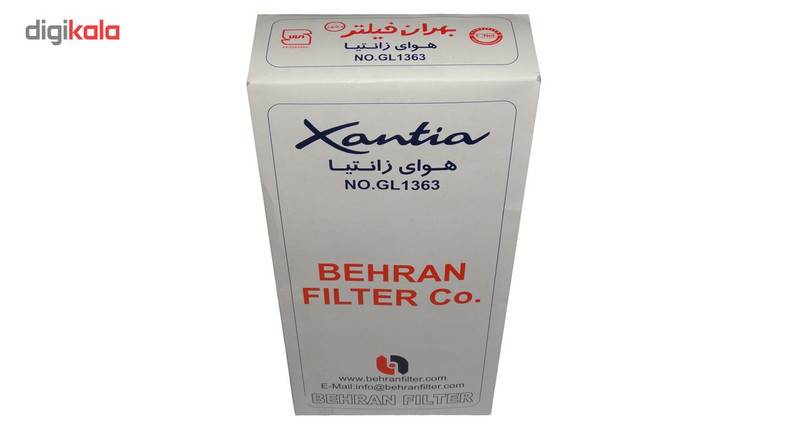 digikala
بهران فیلتر
هوای زانتیا
NO.GL1363
Xantia
هوای زانتیا
NO.GL1363
BEHRAN
FILTER Co.
www.behranfilter.com
E-Mail:info@behranfilter.com
BEHRAN FILTER